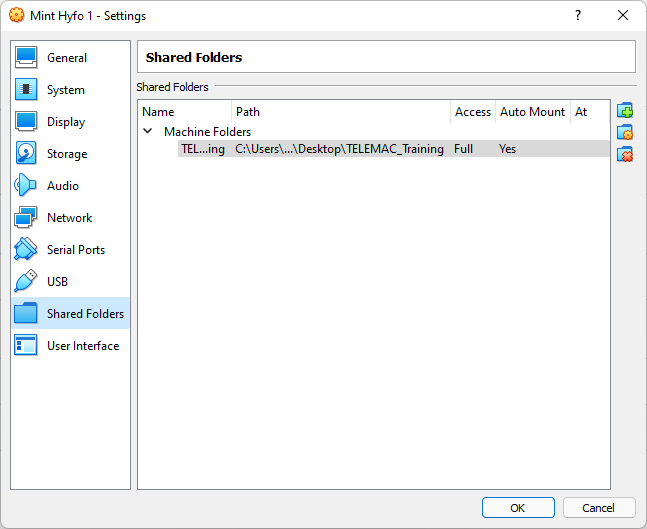 Mint Hyfo 1 - Settings
?
General
System
Display
Storage
Audio
Network
Serial Ports
USB
Shared Folders
User Interface
Shared Folders
Shared Folders
Name Path Access Auto Mount At
Machine Folders
TEL...ing C:\Users\...\Desktop\TELEMAC_Training Full Yes
OK Cancel